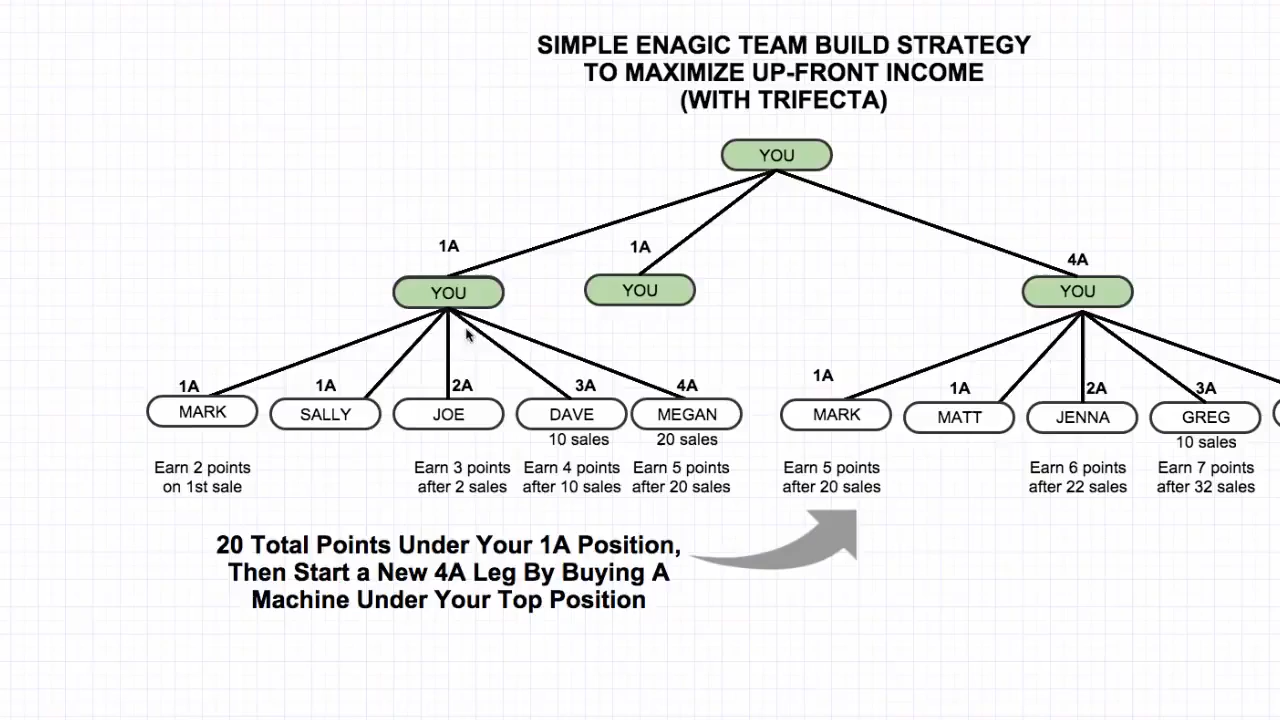 SIMPLE ENAGIC TEAM BUILD STRATEGY
TO MAXIMIZE UP-FRONT INCOME
(WITH TRIFECTA)
YOU
1A
1A
4A
YOU
YOU
YOU
1A
1A
2A
3A
4A
1A
1A
2A
3A
MARK
SALLY
JOE
DAVE
MEGAN
MARK
MATT
JENNA
GREG
10 sales
20 sales
10 sales
Earn 2 points
on 1st sale
Earn 3 points
after 2 sales
Earn 4 points
after 10 sales
Earn 5 points
after 20 sales
Earn 5 points
after 20 sales
Earn 6 points
after 22 sales
Earn 7 points
after 32 sales
20 Total Points Under Your 1A Position,
Then Start a New 4A Leg By Buying A
Machine Under Your Top Position